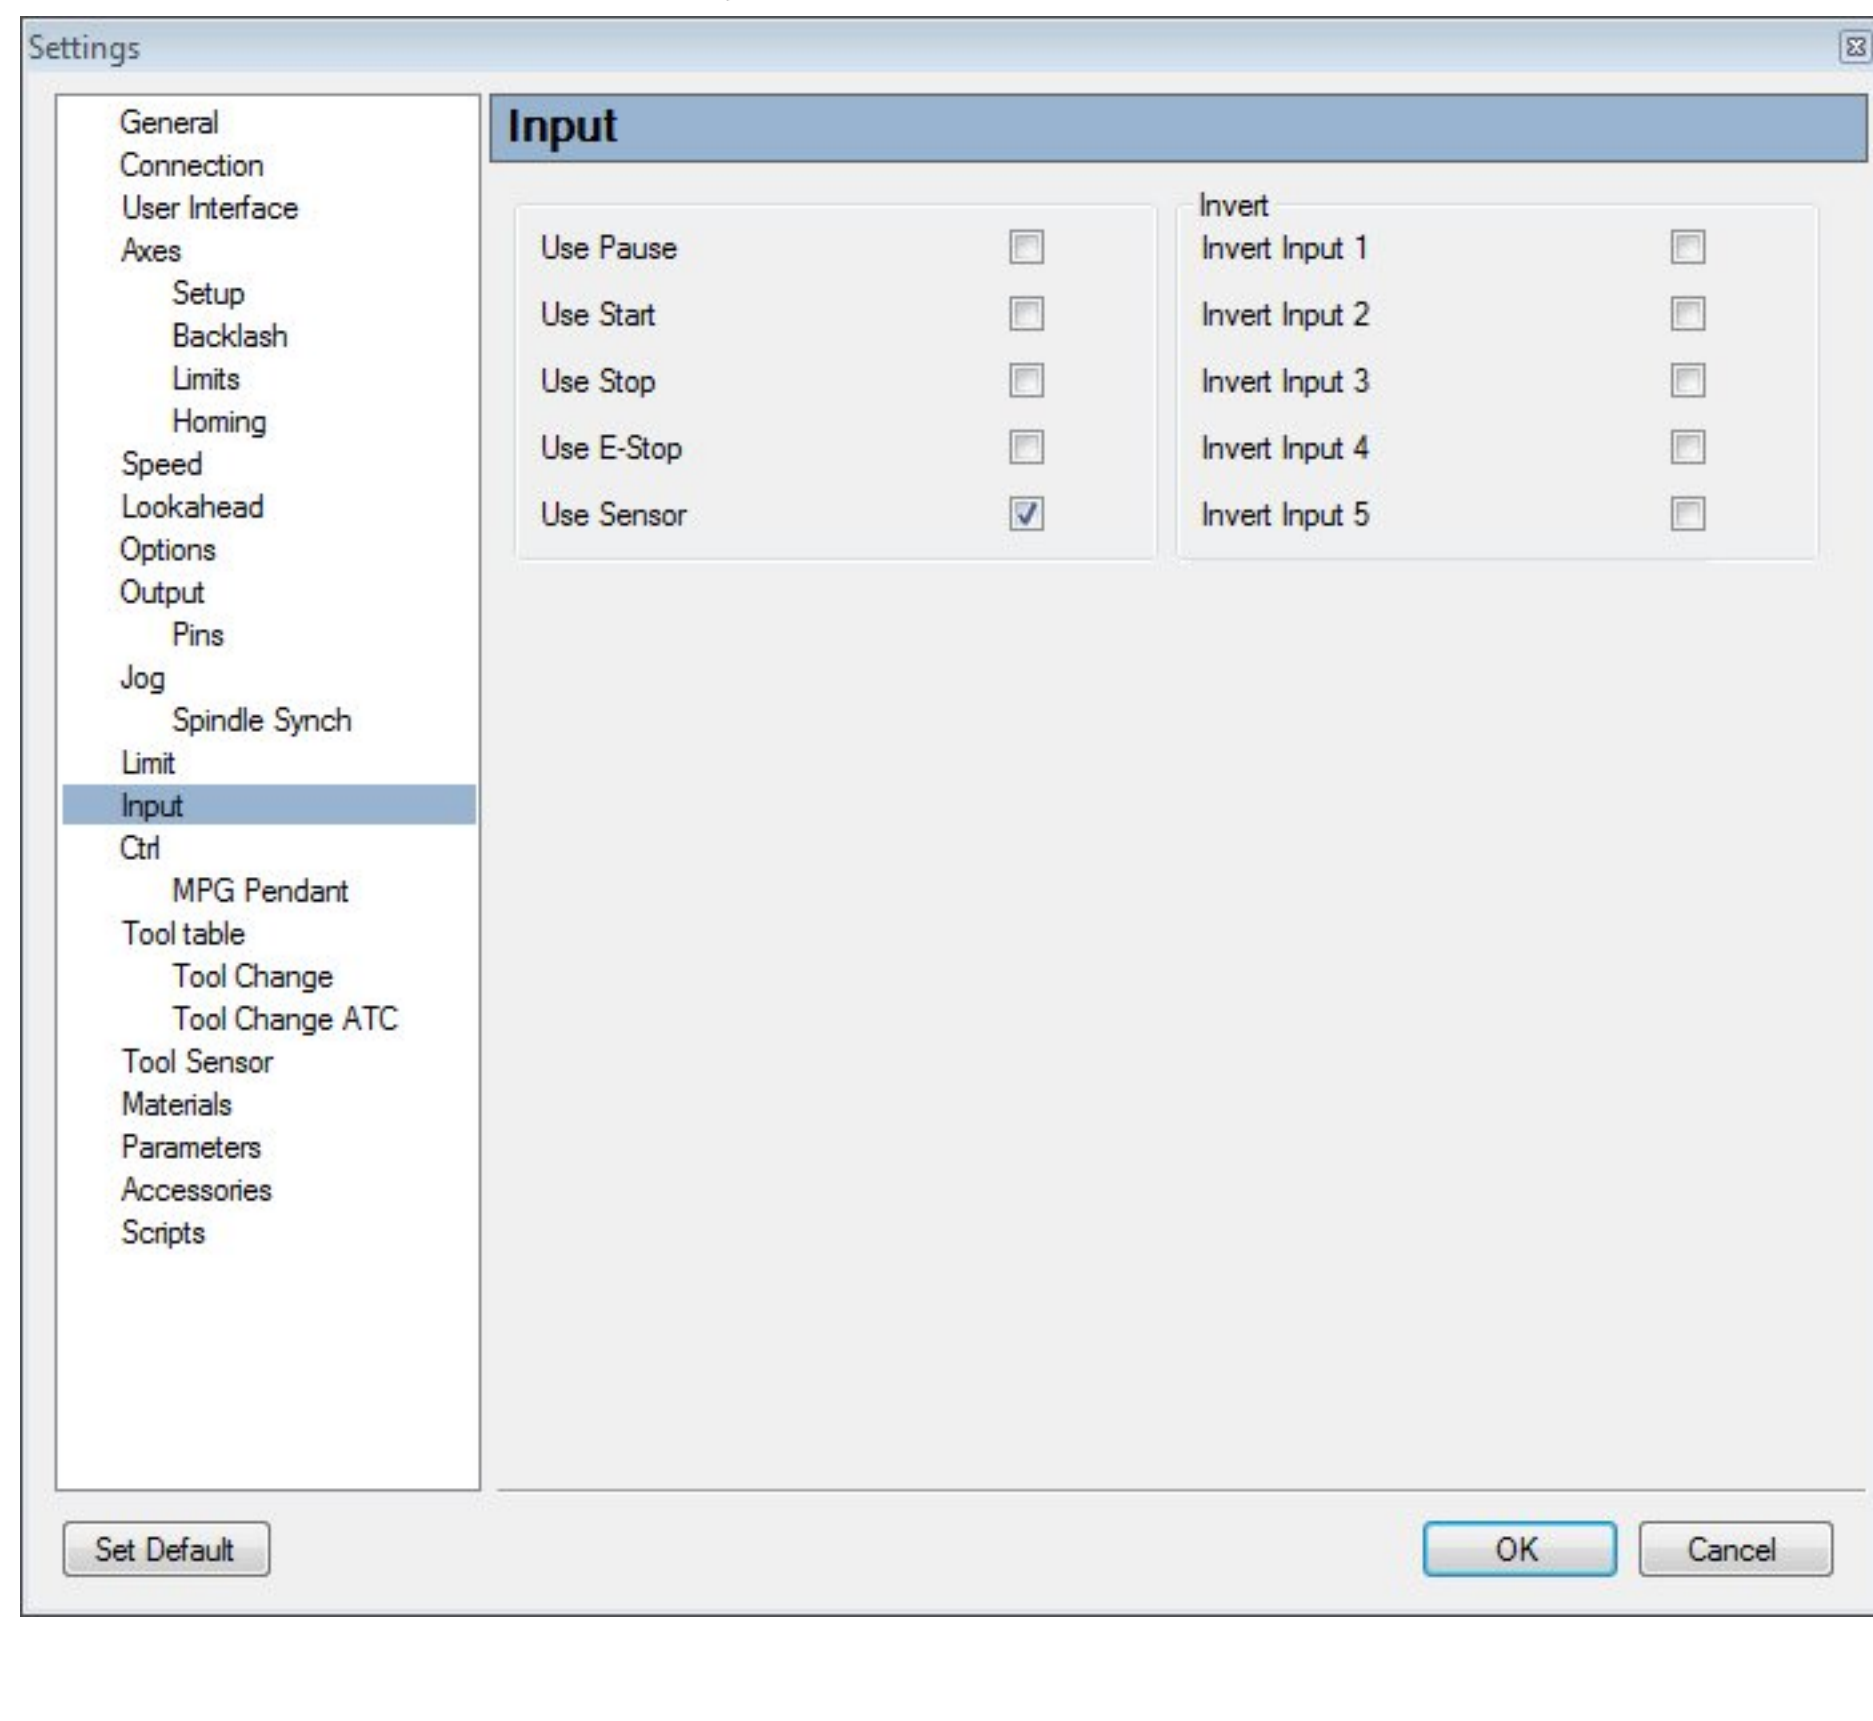 Settings
General
Connection
User Interface
Axes
Setup
Backlash
Limits
Homing
Speed
Lookahead
Options
Output
Pins
Jog
Spindle Synch
Limit
Input
Ctrl
MPG Pendant
Tool table
Tool Change
Tool Change ATC
Tool Sensor
Materials
Parameters
Accessories
Scripts
Input
Use Pause
Use Start
Use Stop
Use E-Stop
Use Sensor
Invert
Invert Input 1
Invert Input 2
Invert Input 3
Invert Input 4
Invert Input 5
Set Default
OK
Cancel